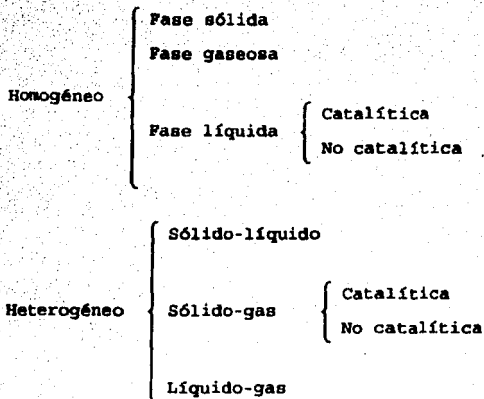 Fase sólida
Fase gaseosa
Homogéneo
Fase líquida
Catalítica
No catalítica
Sólido-líquido
Heterogéneo
Sólido-gas
Catalítica
No catalítica
Líquido-gas